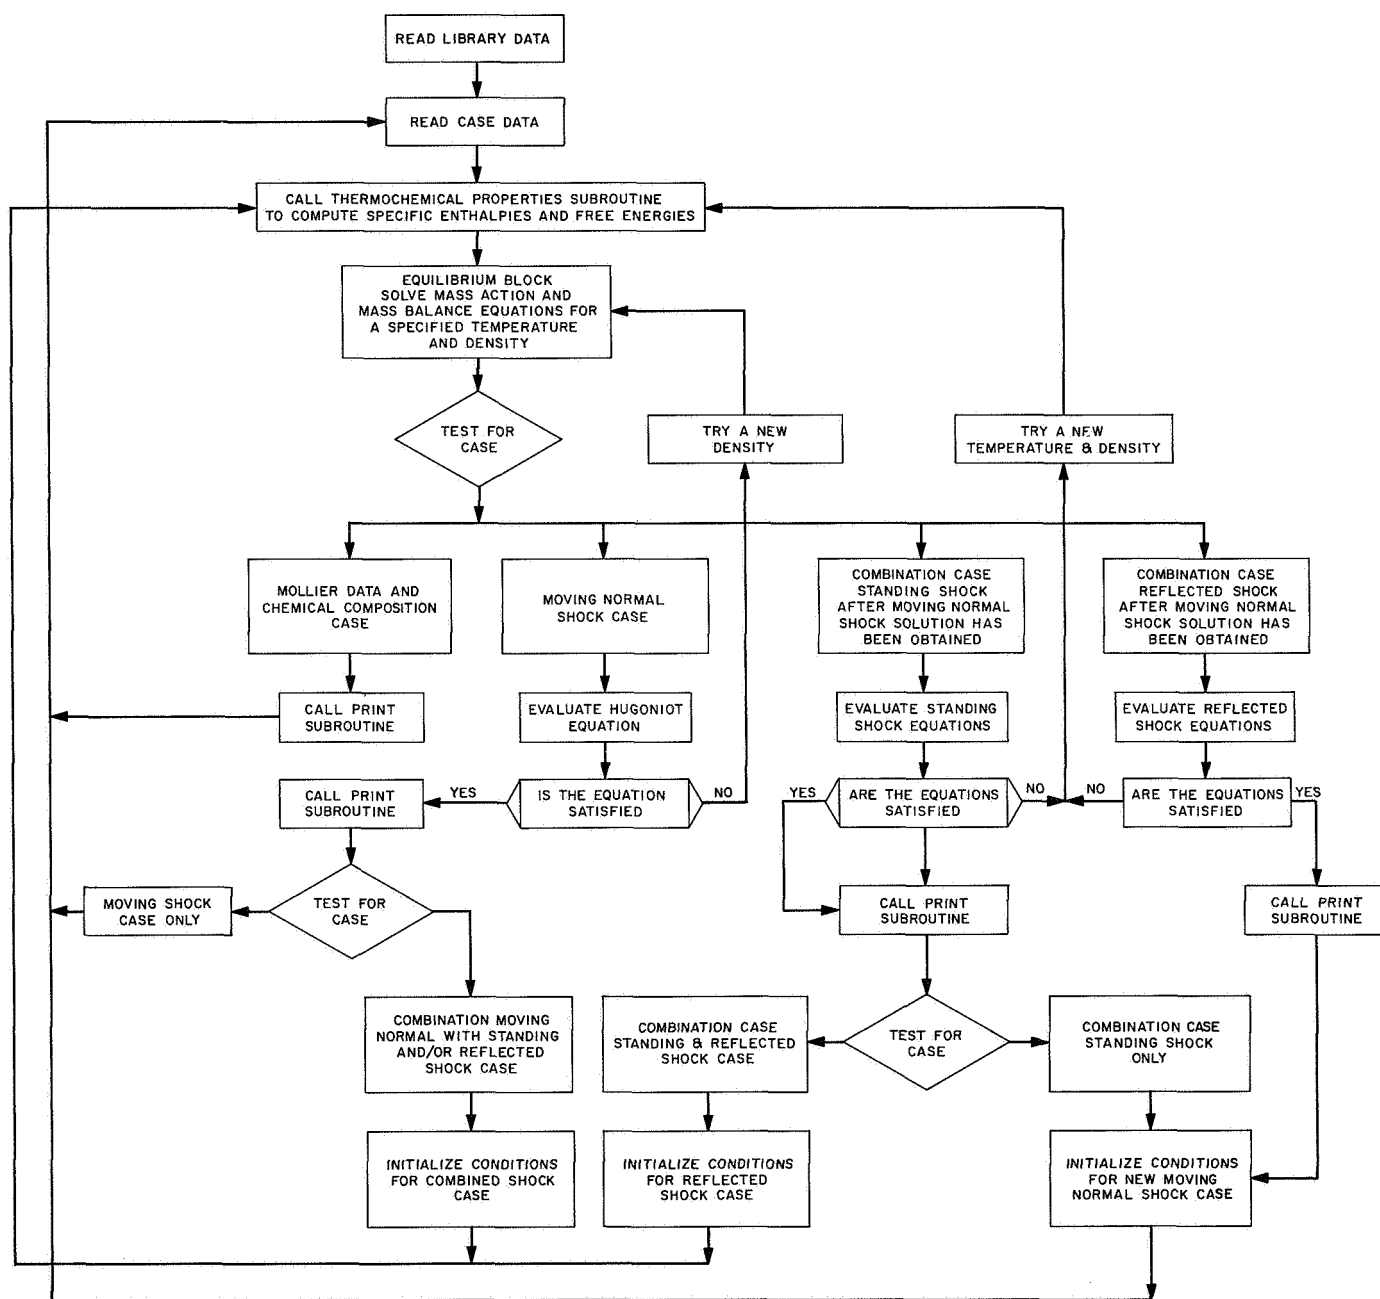 READ LIBRARY DATA
READ CASE DATA
CALL THERMOCHEMICAL PROPERTIES SUBROUTINE
TO COMPUTE SPECIFIC ENTHALPIES AND FREE ENERGIES
EQUILIBRIUM BLOCK
SOLVE MASS ACTION AND
MASS BALANCE EQUATIONS FOR
A SPECIFIED TEMPERATURE
AND DENSITY
TEST FOR
CASE
TRY A NEW
DENSITY
TRY A NEW
TEMPERATURE & DENSITY
MOLLIER DATA AND
CHEMICAL COMPOSITION
CASE
MOVING NORMAL
SHOCK CASE
COMBINATION CASE
STANDING SHOCK
AFTER MOVING NORMAL
SHOCK SOLUTION HAS
BEEN OBTAINED
COMBINATION CASE
REFLECTED SHOCK
AFTER MOVING NORMAL
SHOCK SOLUTION HAS
BEEN OBTAINED
CALL PRINT
SUBROUTINE
EVALUATE HUGONIOT
EQUATION
EVALUATE STANDING
SHOCK EQUATIONS
EVALUATE REFLECTED
SHOCK EQUATIONS
CALL PRINT
SUBROUTINE
YES
IS THE EQUATION
SATISFIED
NO
YES
ARE THE EQUATIONS
SATISFIED
NO
NO
ARE THE EQUATIONS
SATISFIED
YES
MOVING SHOCK
CASE ONLY
TEST FOR
CASE
CALL PRINT
SUBROUTINE
CALL PRINT
SUBROUTINE
COMBINATION MOVING
NORMAL WITH STANDING
AND/OR REFLECTED
SHOCK CASE
COMBINATION CASE
STANDING & REFLECTED
SHOCK CASE
TEST FOR
CASE
COMBINATION CASE
STANDING SHOCK
ONLY
INITIALIZE CONDITIONS
FOR COMBINED SHOCK
CASE
INITIALIZE CONDITIONS
FOR REFLECTED
SHOCK CASE
INITIALIZE CONDITIONS
FOR NEW MOVING
NORMAL SHOCK CASE